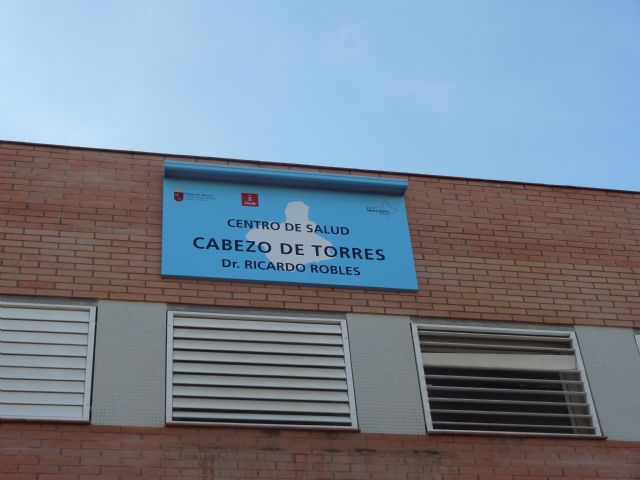 CENTRO DE SALUD
CABEZO DE TORRES
Dr. RICARDO ROBLES